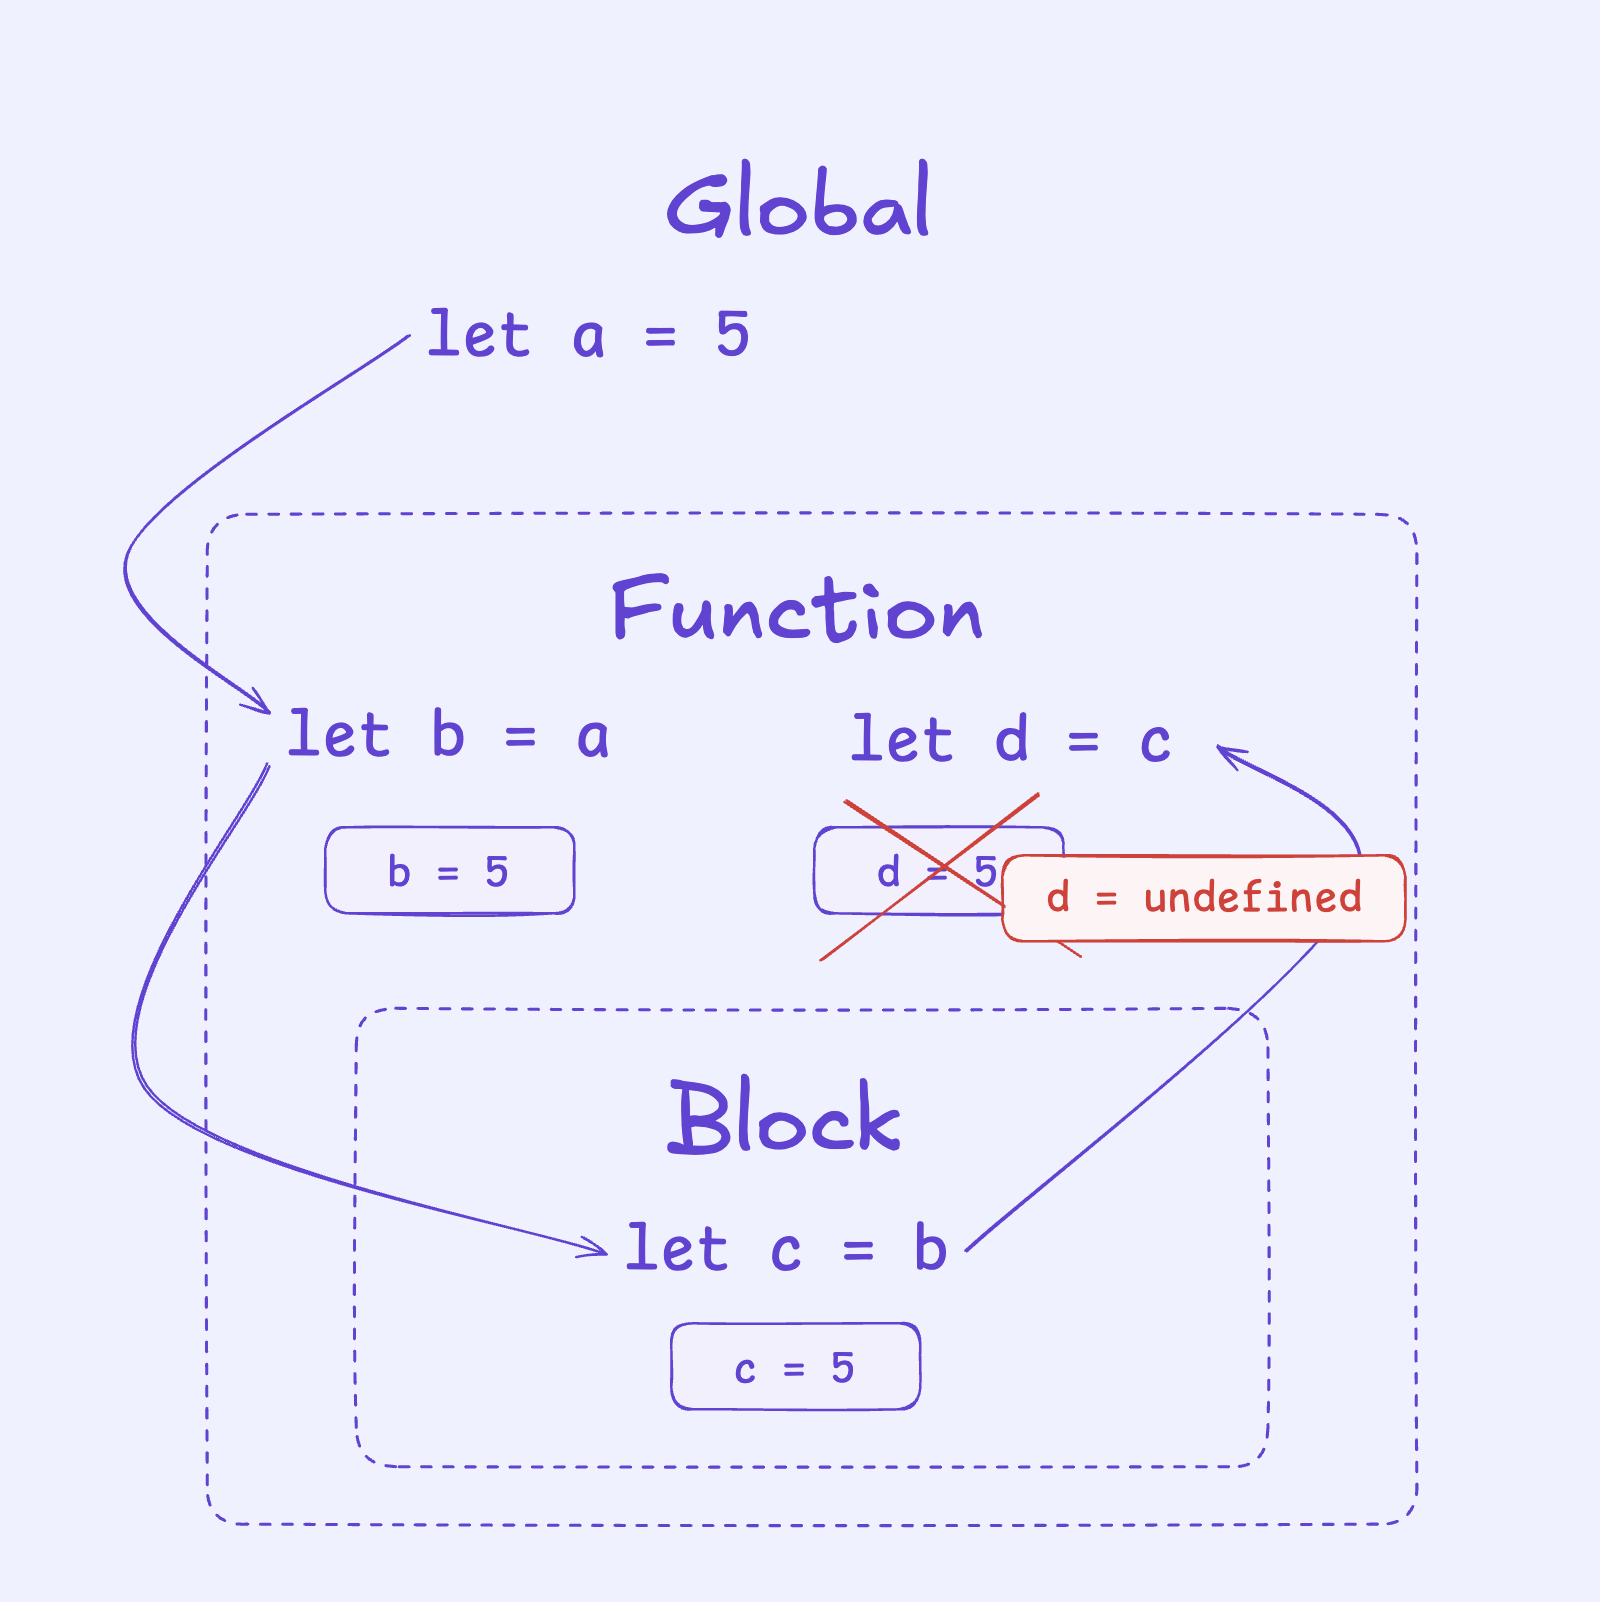 Global
let a = 5
Function
let b = a
let d = c
b = 5
d = 5
d = undefined
Block
let c = b
c = 5